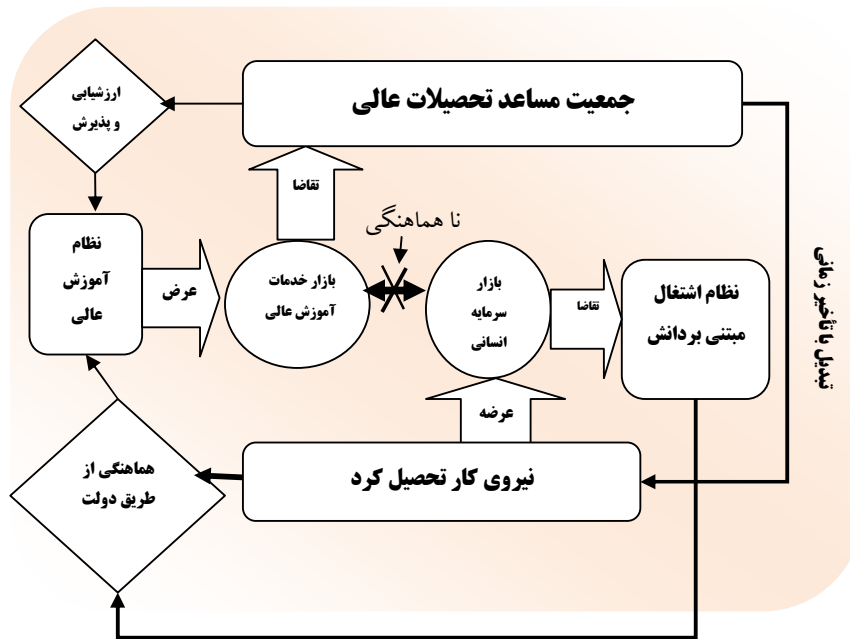 جمعیت مساعد تحصیلات عالی
ارزشیابی
و پذیرش
تقاضا
نا هماهنگی
نظام
آموزش
عالی
عرض
بازار خدمات
آموزش عالی
بازار
سرمایه
انسانی
تقاضا
نظام اشتغال
مبتنی بردانش
تبدیل با تأخیر زمانی
عرضه
نیروی کار تحصیل کرد
هماهنگی از
طریق دولت